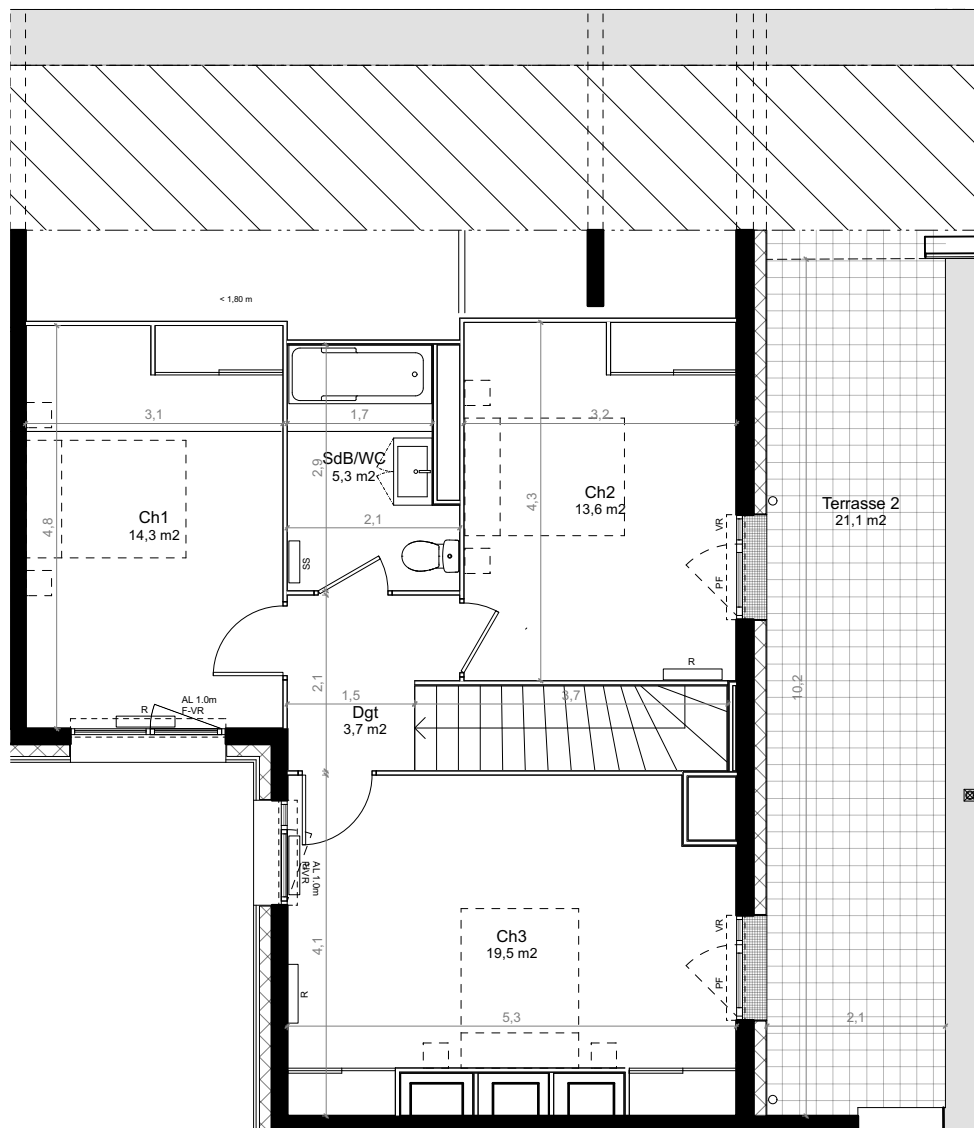 < 1,80 m
3,1
1,7
3,2
2,9
SdB/WC
5,3 m2
4,8
4,3
Ch1
14,3 m2
Ch2
13,6 m2
Terrasse 2
21,1 m2
2,1
VR
PF
SS
R
R
AL 1.0m
F-VR
2,1
1,5
3,7
Dgt
3,7 m2
10,2
AL 1.0m
4,1
Ch3
19,5 m2
VR
PF
R
5,3
2,1